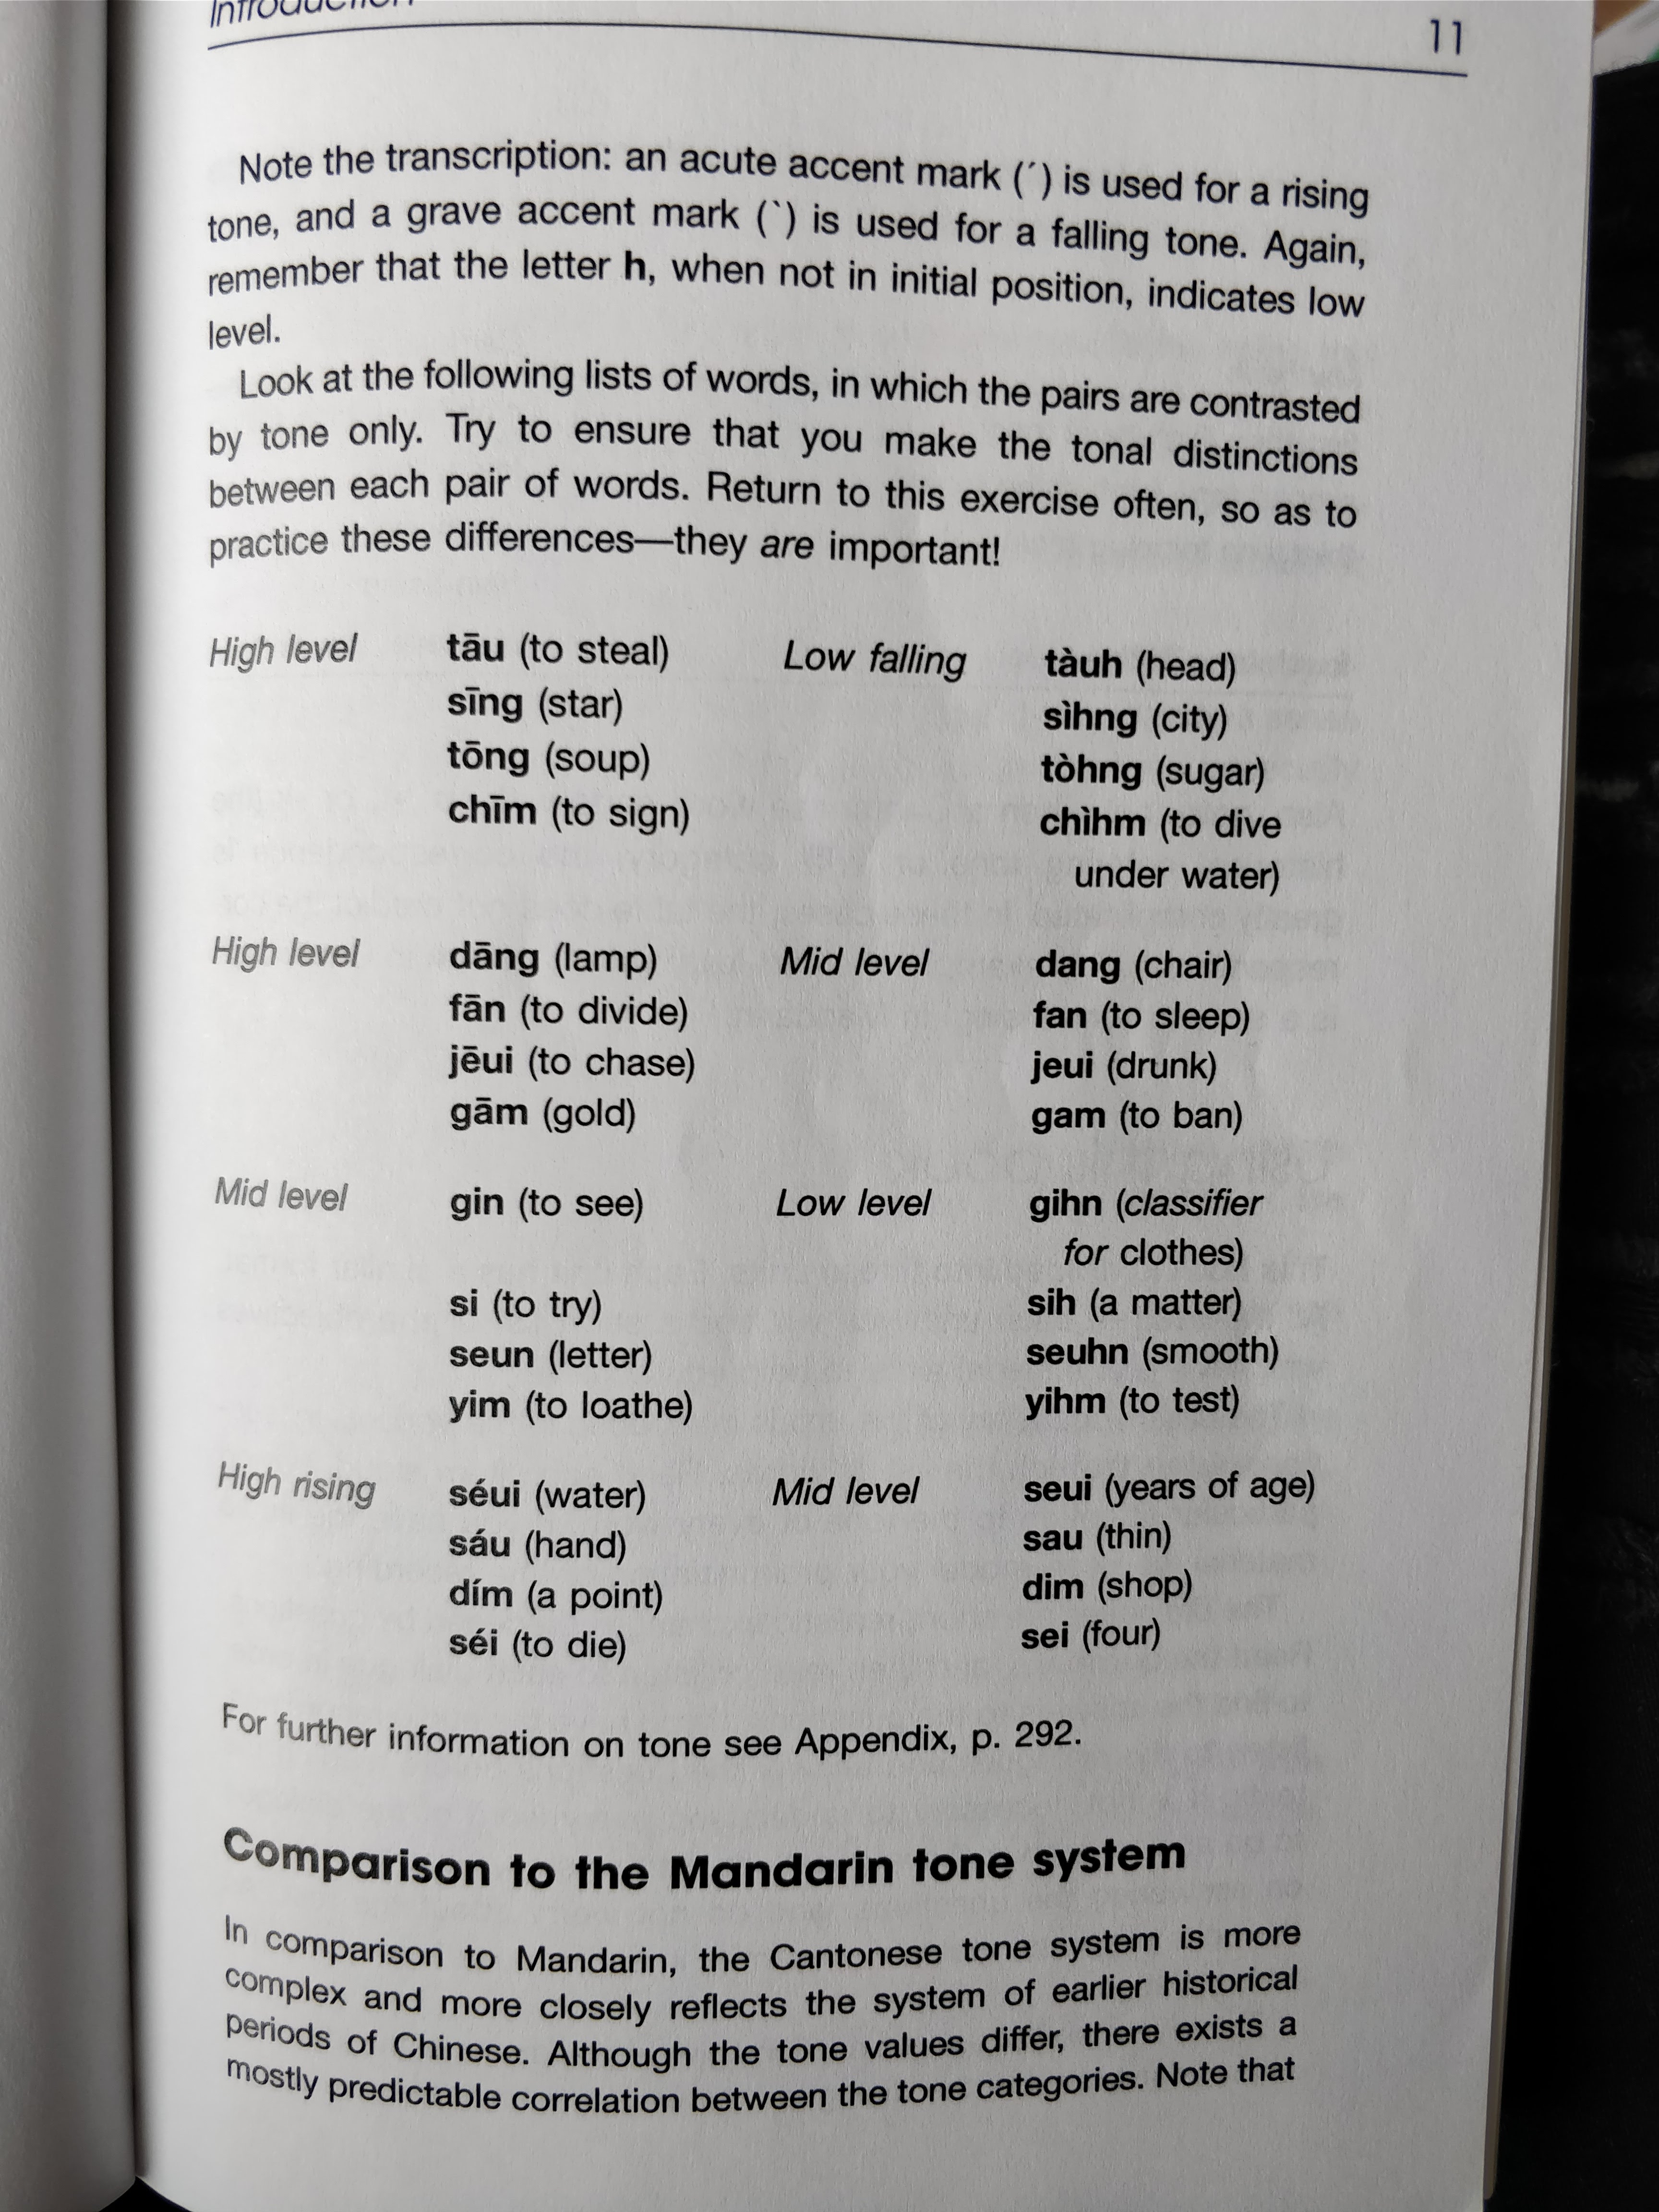 Introduction
11
Note the transcription: an acute accent mark (´) is used for a rising
tone, and a grave accent mark (`) is used for a falling tone. Again,
remember that the letter h, when not in initial position, indicates low
level.
Look at the following lists of words, in which the pairs are contrasted
by tone only. Try to ensure that you make the tonal distinctions
between each pair of words. Return to this exercise often, so as to
practice these differences—they are important!
High level tāu (to steal) Low falling tàuh (head)
sīng (star) sìhng (city)
tōng (soup) tòhng (sugar)
chīm (to sign) chìhm (to dive
under water)
High level dāng (lamp) Mid level dang (chair)
fān (to divide) fan (to sleep)
jēui (to chase) jeui (drunk)
gām (gold) gam (to ban)
Mid level gin (to see) Low level gihn (classifier
for clothes)
si (to try) sih (a matter)
seun (letter) seuhn (smooth)
yim (to loathe) yihm (to test)
High rising séui (water) Mid level seui (years of age)
sáu (hand) sau (thin)
dím (a point) dim (shop)
séi (to die) sei (four)
For further information on tone see Appendix, p. 292.
Comparison to the Mandarin tone system
In comparison to Mandarin, the Cantonese tone system is more
complex and more closely reflects the system of earlier historical
periods of Chinese. Although the tone values differ, there exists a
mostly predictable correlation between the tone categories. Note that